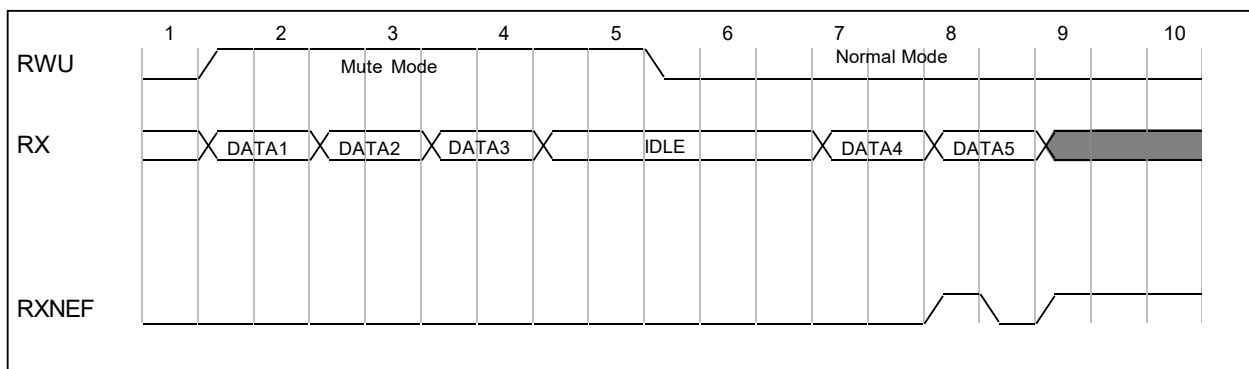 1 2 3 4 5 6 7 8 9 10
RWU Mute Mode Normal Mode
RX DATA1 DATA2 DATA3 IDLE DATA4 DATA5
RXNEF